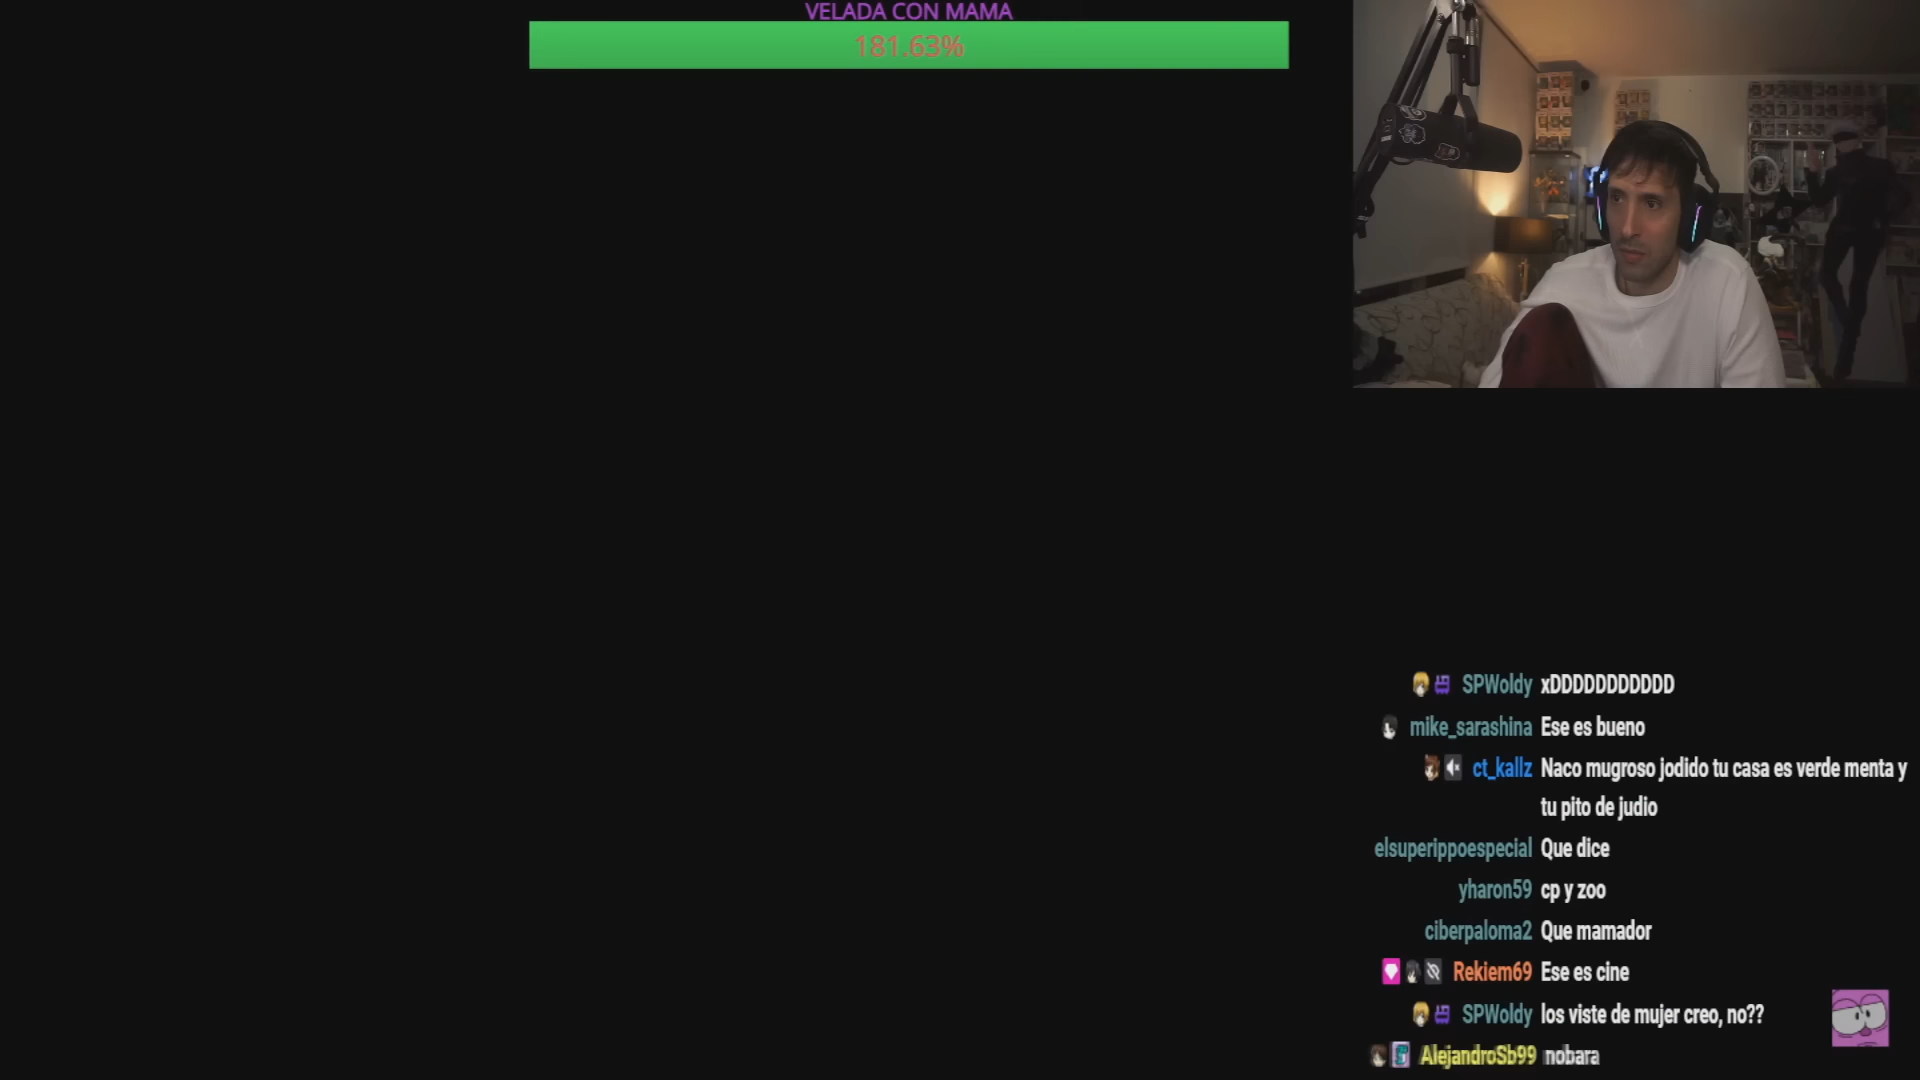 VELADA CON MAMA
181.63%
SPWoldy xDDDDDDDDDDD
mike_sarashina Ese es bueno
ct_kallz Naco mugroso jodido tu casa es verde menta y
tu pito de judio
elsuperippoespecial Que dice
yharon59 cp y zoo
ciberpaloma2 Que mamador
Rekiem69 Ese es cine
SPWoldy los viste de mujer creo, no??
AlejandroSb99 nobara